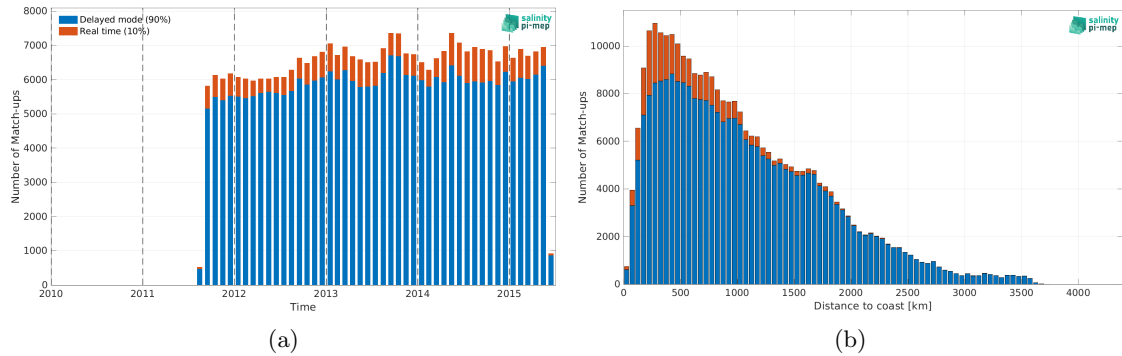 8000
7000
6000
5000
4000
3000
2000
1000
0
Number of Match-ups
Delayed mode (90%)
Real time (10%)
salinity
pi-mep
2010
2011
2012
2013
2014
2015
Time
(a)
10000
8000
6000
4000
2000
0
Number of Match-ups
salinity
pi-mep
0
500
1000
1500
2000
2500
3000
3500
4000
Distance to coast [km]
(b)